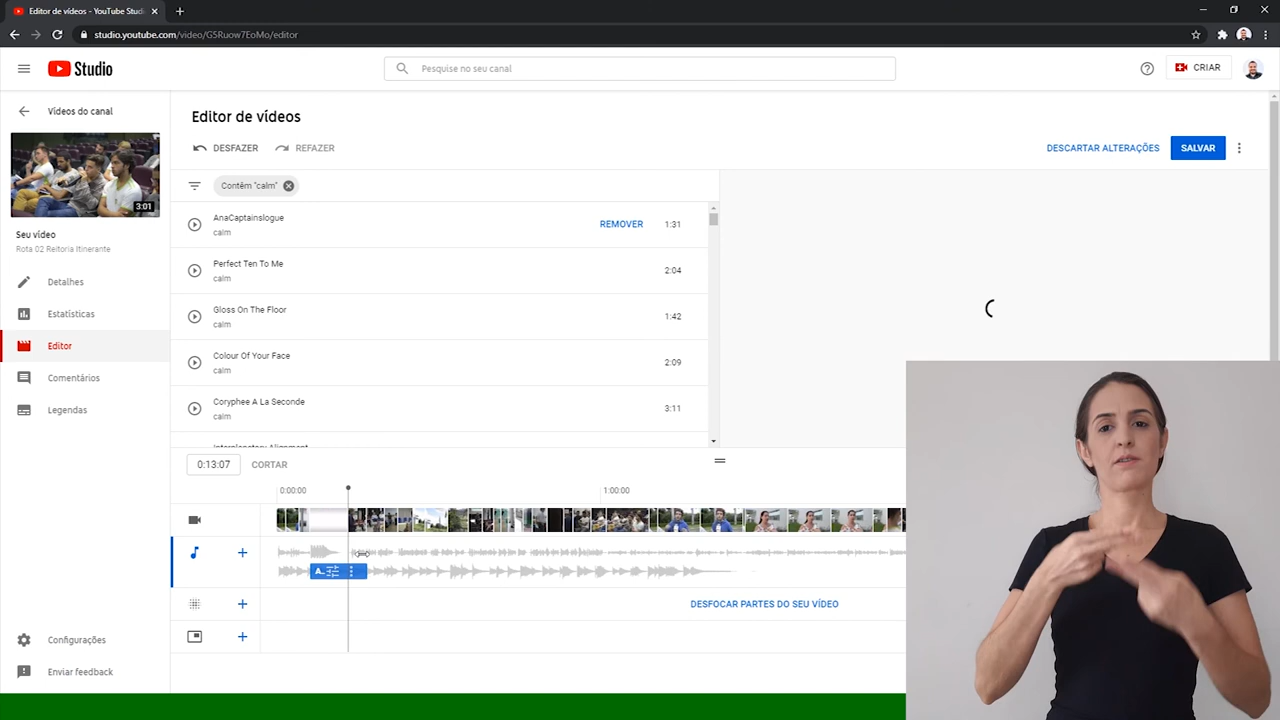 Editor de vídeos - YouTube Studi
studio.youtube.com/video/G5Ruow7EoMo/editor
Studio
Pesquise no seu canal
CRIAR
Vídeos do canal
3:01
Seu vídeo
Rota 02 Reitoria Itinerante
Detalhes
Estatísticas
Editor
Comentários
Legendas
Configurações
Enviar feedback
Editor de vídeos
DESFAZER
REFAZER
DESCARTAR ALTERAÇÕES
SALVAR
Contém "calm"
AnaCaptainslogue
calm
REMOVER
1:31
Perfect Ten To Me
calm
2:04
Gloss On The Floor
calm
1:42
Colour Of Your Face
calm
2:09
Coryphee A La Seconde
calm
3:11
Interplanetary Alignment
0:13:07
CORTAR
0:00:00
1:00:00
A...
DESFOCAR PARTES DO SEU VÍDEO